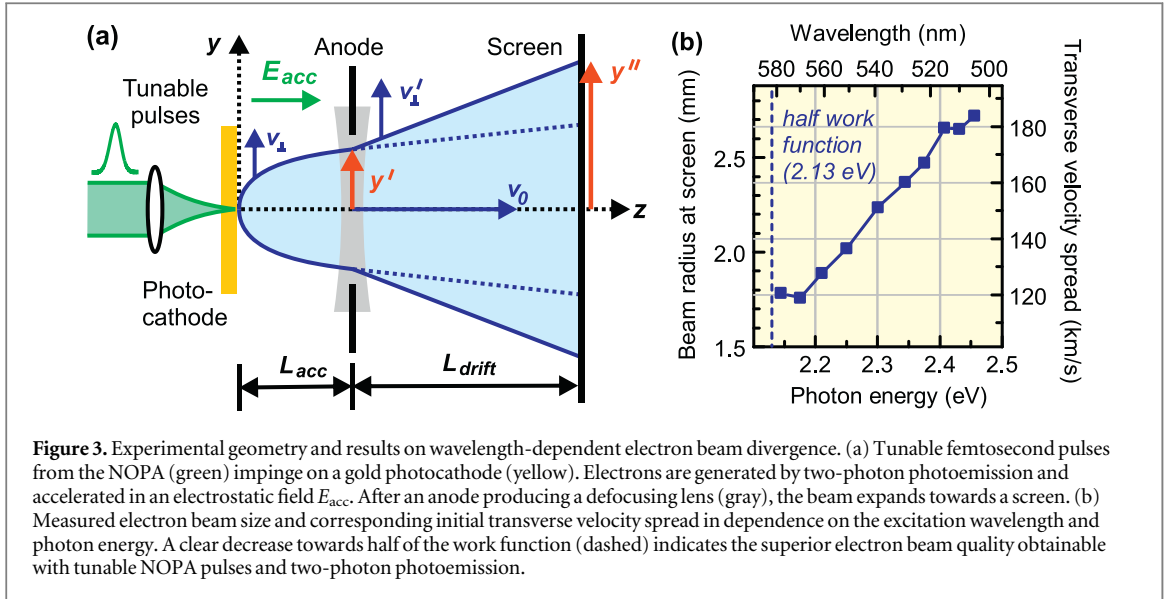 (a)
y
Anode
Screen
Tunable
pulses
E_acc
v⊥
v⊥′
y′
y″
v₀
z
Photo-
cathode
L_acc
L_drift
(b)
Wavelength (nm)
580 560 540 520 500
Beam radius at screen (mm)
2.5
2.0
1.5
half work
function
(2.13 eV)
180
160
140
120
Transverse velocity spread (km/s)
2.2 2.3 2.4 2.5
Photon energy (eV)
Figure 3. Experimental geometry and results on wavelength-dependent electron beam divergence. (a) Tunable femtosecond pulses
from the NOPA (green) impinge on a gold photocathode (yellow). Electrons are generated by two-photon photoemission and
accelerated in an electrostatic field E_acc. After an anode producing a defocusing lens (gray), the beam expands towards a screen. (b)
Measured electron beam size and corresponding initial transverse velocity spread in dependence on the excitation wavelength and
photon energy. A clear decrease towards half of the work function (dashed) indicates the superior electron beam quality obtainable
with tunable NOPA pulses and two-photon photoemission.